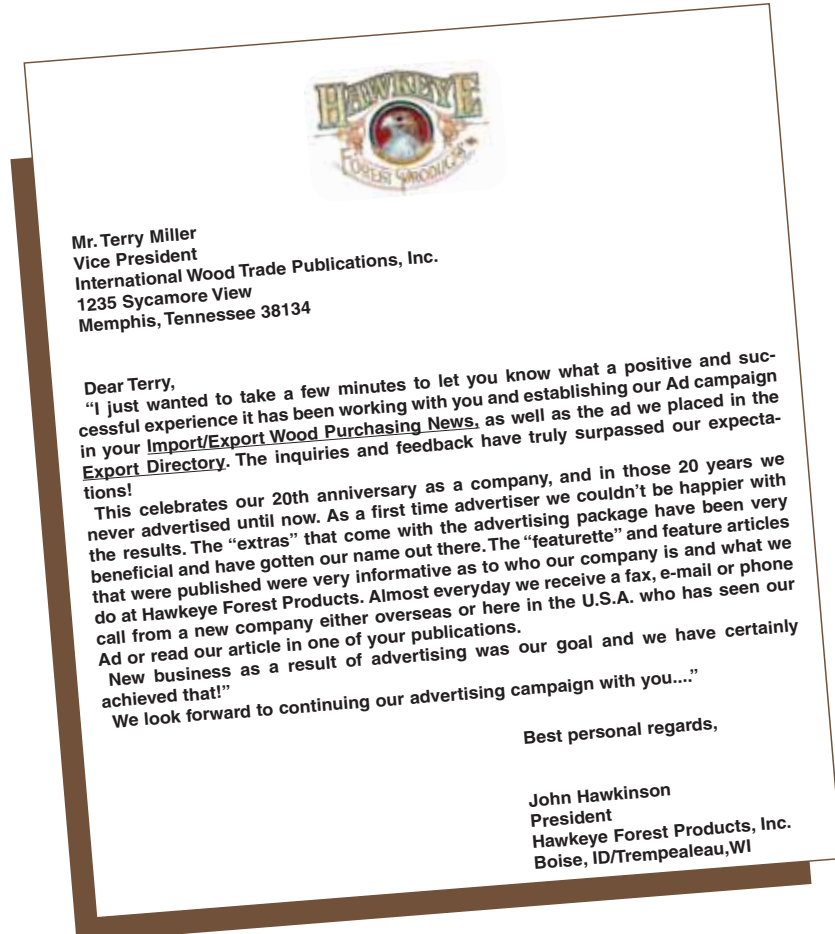 HAWKEYE
FOREST PRODUCTS
Mr. Terry Miller
Vice President
International Wood Trade Publications, Inc.
1235 Sycamore View
Memphis, Tennessee 38134
Dear Terry,
“I just wanted to take a few minutes to let you know what a positive and suc-
cessful experience it has been working with you and establishing our Ad campaign
in your Import/Export Wood Purchasing News, as well as the ad we placed in the
Export Directory. The inquiries and feedback have truly surpassed our expecta-
tions!
This celebrates our 20th anniversary as a company, and in those 20 years we
never advertised until now. As a first time advertiser we couldn’t be happier with
the results. The “extras” that come with the advertising package have been very
beneficial and have gotten our name out there. The “featurette” and feature articles
that were published were very informative as to who our company is and what we
do at Hawkeye Forest Products. Almost everyday we receive a fax, e-mail or phone
call from a new company either overseas or here in the U.S.A. who has seen our
Ad or read our article in one of your publications.
New business as a result of advertising was our goal and we have certainly
achieved that!”
We look forward to continuing our advertising campaign with you....”
Best personal regards,
John Hawkinson
President
Hawkeye Forest Products, Inc.
Boise, ID/Trempealeau,WI